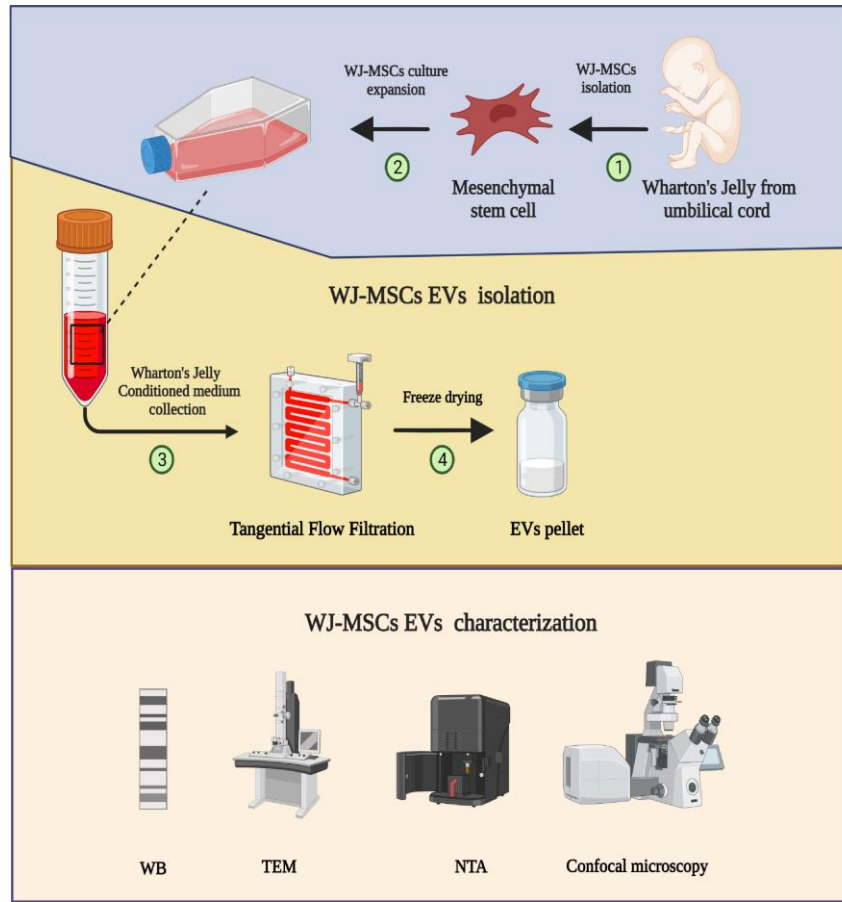 WJ-MSCs culture
expansion
2
WJ-MSCs
isolation
1
Mesenchymal
stem cell
Wharton's Jelly from
umbilical cord
WJ-MSCs EVs isolation
Wharton's Jelly
Conditioned medium
collection
3
Freeze drying
4
Tangential Flow Filtration
EVs pellet
WJ-MSCs EVs characterization
WB
TEM
NTA
Confocal microscopy